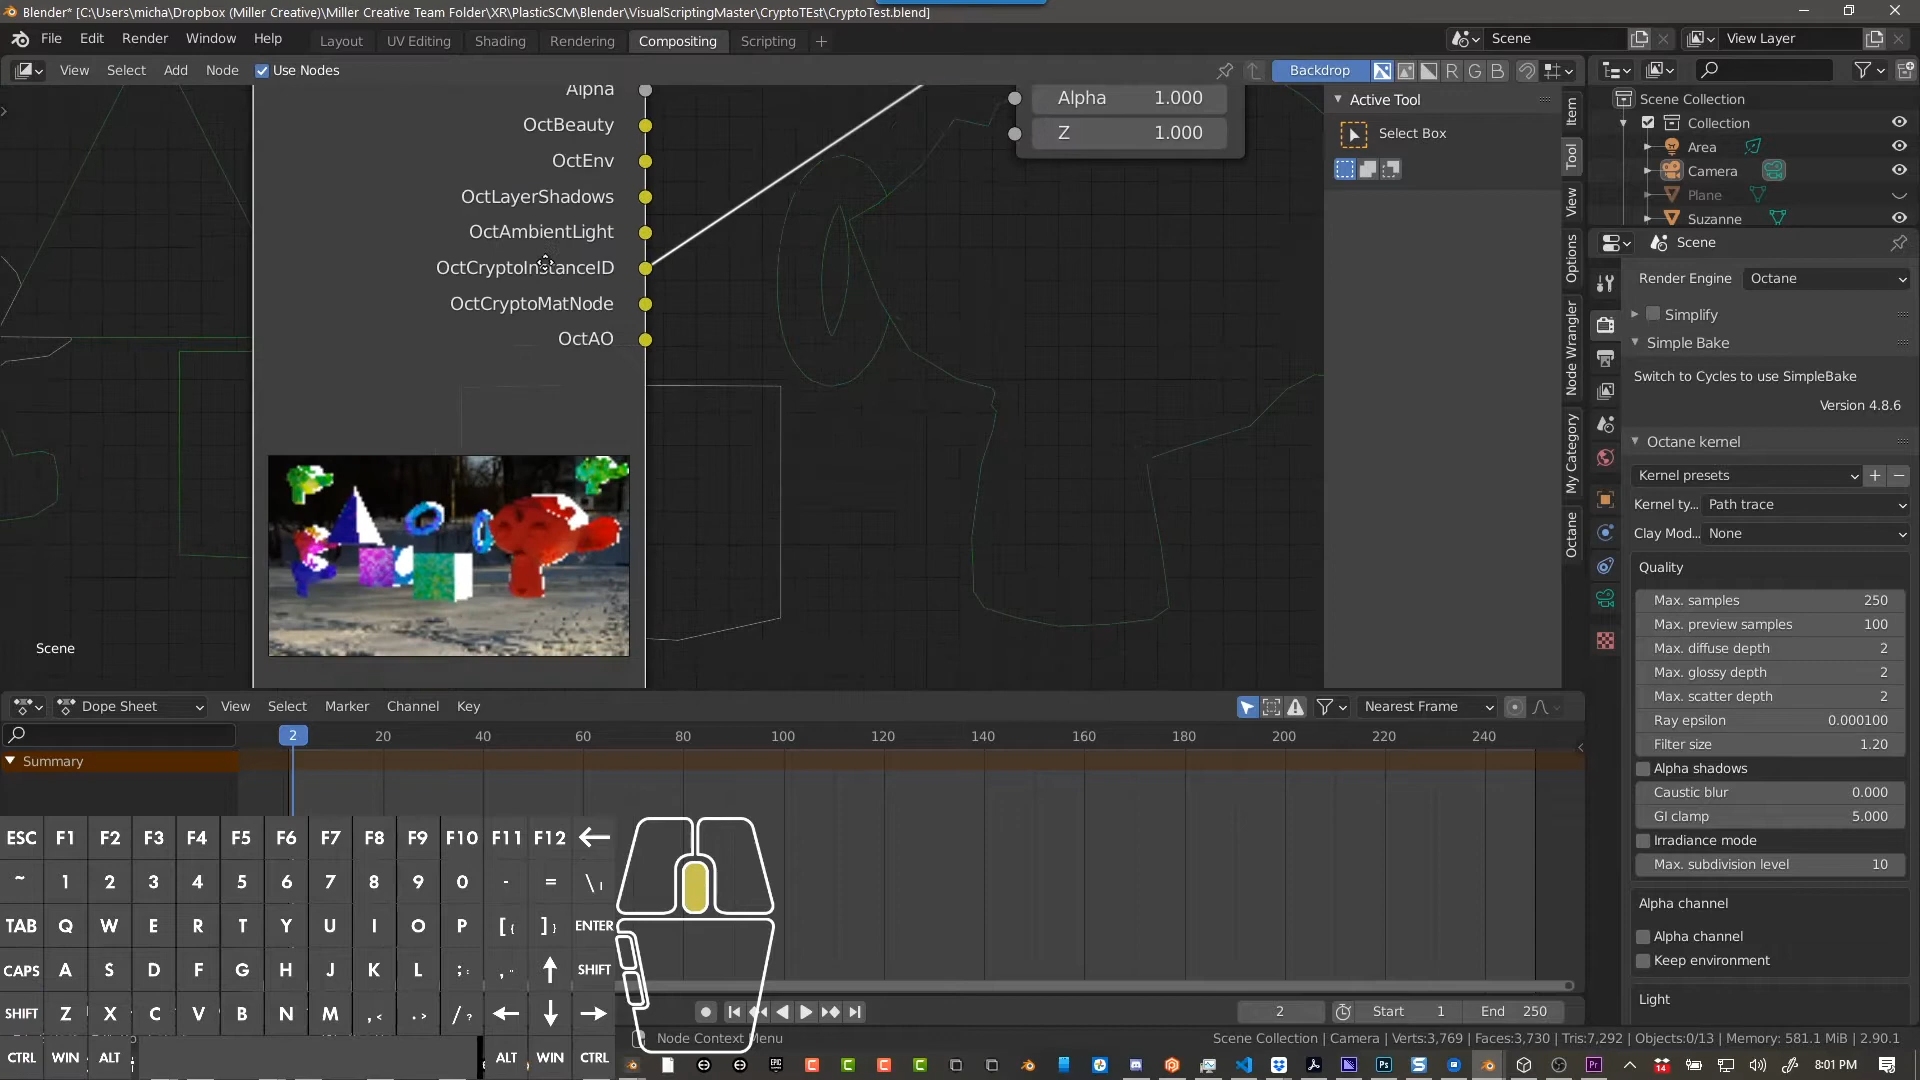 Blender* [C:\Users\micha\Dropbox (Miller Creative)\Miller Creative Team Folder\XR\PlasticSCM\Blender\VisualScriptingMaster\CryptoTEst\CryptoTest.blend]
File Edit Render Window Help Layout UV Editing Shading Rendering Compositing Scripting + Scene View Layer
View Select Add Node Use Nodes Backdrop R G B
Alpha
OctBeauty
OctEnv
OctLayerShadows
OctAmbientLight
OctCryptoInstanceID
OctCryptoMatNode
OctAO
Alpha 1.000
Z 1.000
Scene
Active Tool
Select Box
Item
Tool
View
Options
Node Wrangler
My Category
Octane
Scene Collection
Collection
Area
Camera
Plane
Suzanne
Scene
Render Engine Octane
Simplify
Simple Bake
Switch to Cycles to use SimpleBake
Version 4.8.6
Octane kernel
Kernel presets
Kernel ty... Path trace
Clay Mod... None
Quality
Max. samples 250
Max. preview samples 100
Max. diffuse depth 2
Max. glossy depth 2
Max. scatter depth 2
Ray epsilon 0.000100
Filter size 1.20
Alpha shadows
Caustic blur 0.000
GI clamp 5.000
Irradiance mode
Max. subdivision level 10
Alpha channel
Alpha channel
Keep environment
Light
Dope Sheet View Select Marker Channel Key Nearest Frame
2 20 40 60 80 100 120 140 160 180 200 220 240
Summary
ESC F1 F2 F3 F4 F5 F6 F7 F8 F9 F10 F11 F12
~ 1 2 3 4 5 6 7 8 9 0 - = \|
TAB Q W E R T Y U I O P [{ ]} ENTER
CAPS A S D F G H J K L ;: ," SHIFT
SHIFT Z X C V B N M ,< .> /?
CTRL WIN ALT ALT WIN CTRL
2 Start 1 End 250
Node Context Menu
Scene Collection | Camera | Verts:3,769 | Faces:3,730 | Tris:7,292 | Objects:0/13 | Memory: 581.1 MiB | 2.90.1
14 8:01 PM